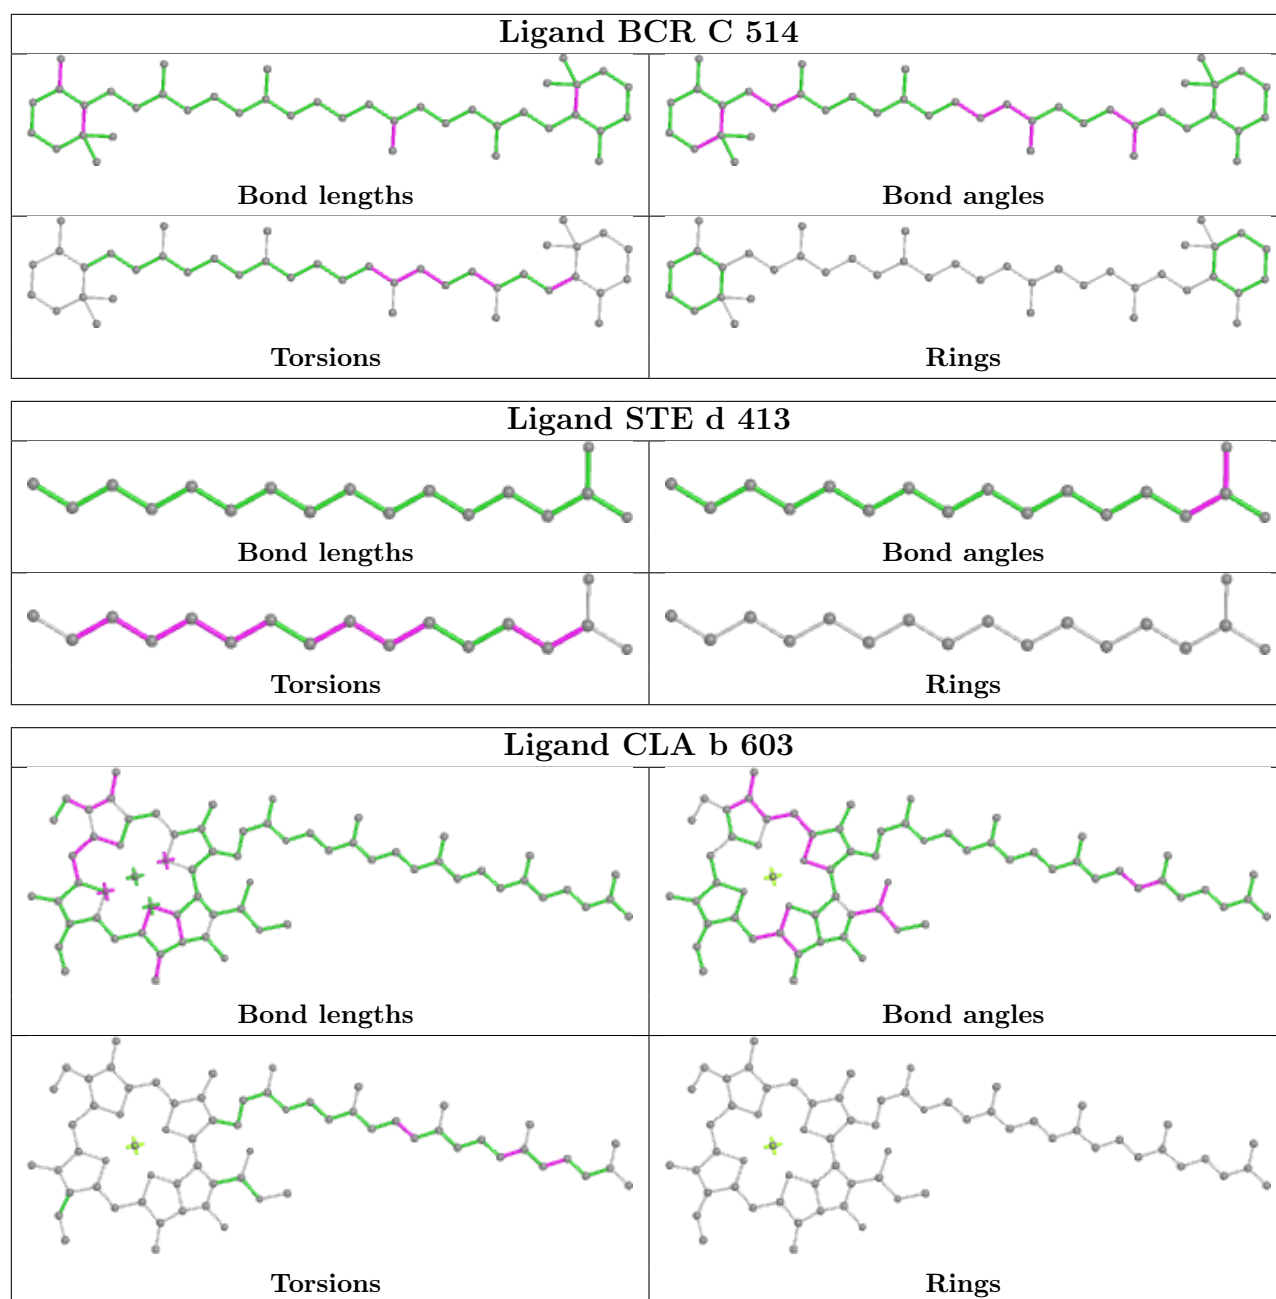 Ligand BCR C 514
Bond lengths
Bond angles
Torsions
Rings
Ligand STE d 413
Bond lengths
Bond angles
Torsions
Rings
Ligand CLA b 603
Bond lengths
Bond angles
Torsions
Rings